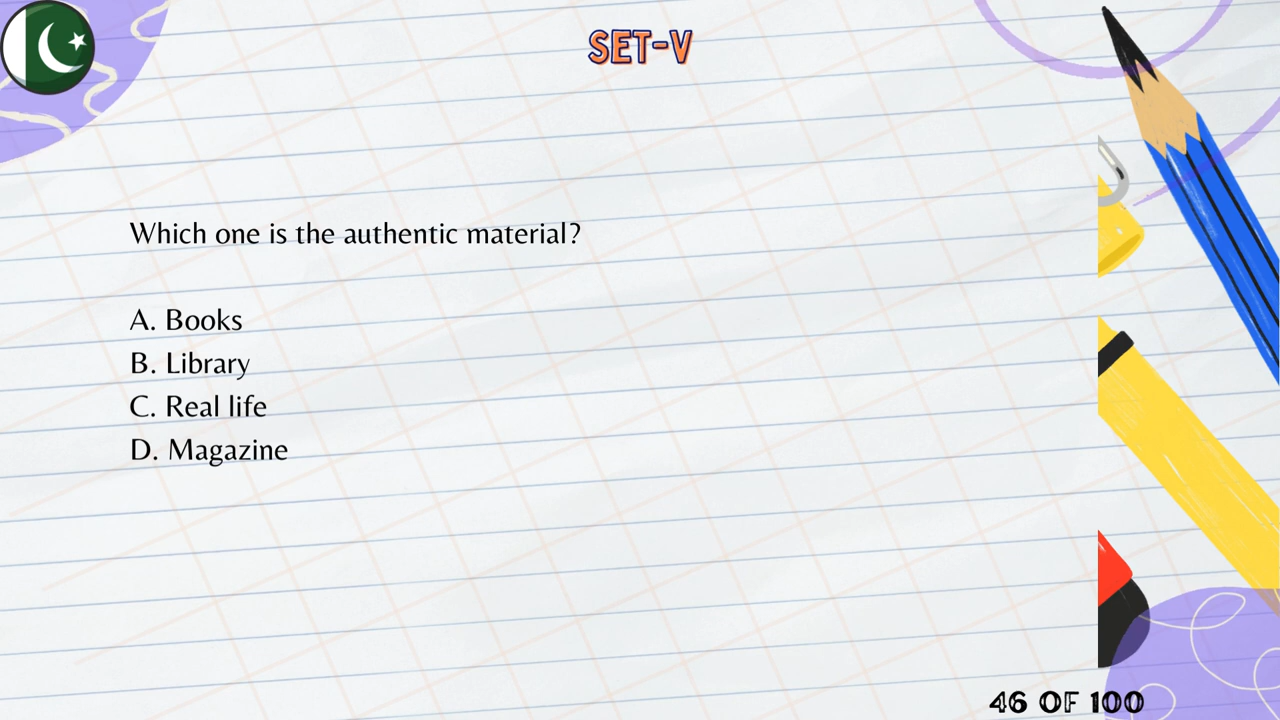 SET-V
Which one is the authentic material?
A. Books
B. Library
C. Real life
D. Magazine
46 OF 100